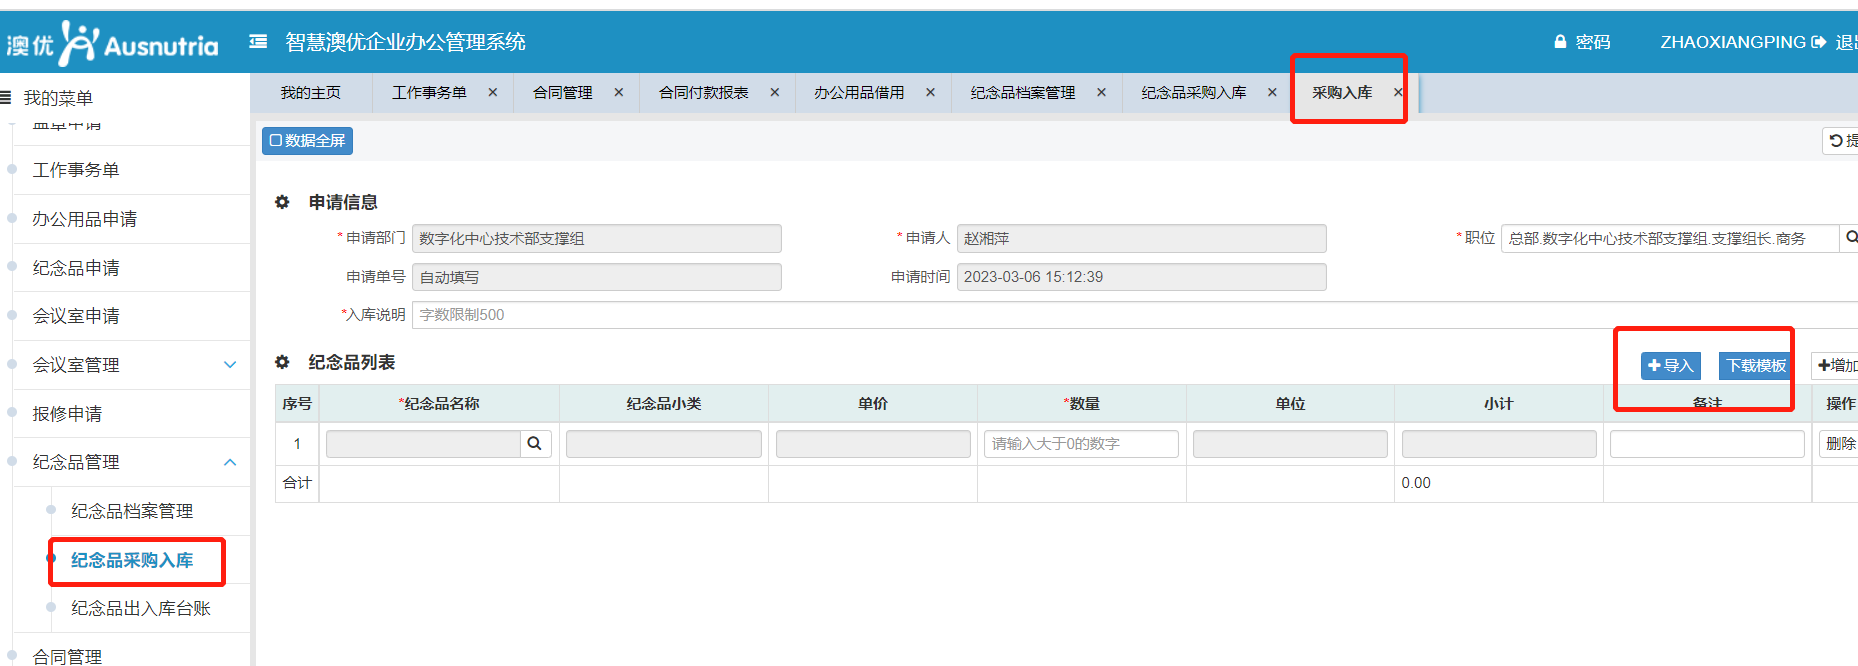 澳优 Ausnutria 智慧澳优企业办公管理系统 密码 ZHAOXIANGPING
我的菜单
我的主页 工作事务单 × 合同管理 × 合同付款报表 × 办公用品借用 × 纪念品档案管理 × 纪念品采购入库 × 采购入库 ×
数据全屏 提
工作事务单
办公用品申请
纪念品申请
会议室申请
会议室管理
报修申请
纪念品管理
纪念品档案管理
纪念品采购入库
纪念品出入库台账
合同管理
申请信息
*申请部门 数字化中心技术部支撑组 *申请人 赵湘萍 *职位 总部.数字化中心技术部支撑组.支撑组长.商务
申请单号 自动填写 申请时间 2023-03-06 15:12:39
*入库说明 字数限制500
纪念品列表 导入 下载模板 增加
序号 *纪念品名称 纪念品小类 单价 *数量 单位 小计 备注 操作
1 请输入大于0的数字 删除
合计 0.00